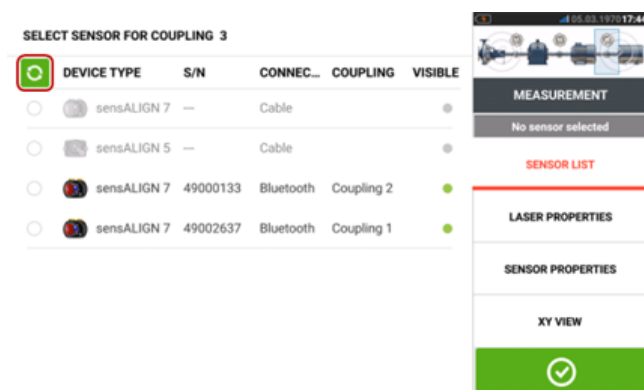 SELECT SENSOR FOR COUPLING 3
DEVICE TYPE S/N CONNEC... COUPLING VISIBLE
sensALIGN 7 — Cable
sensALIGN 5 — Cable
sensALIGN 7 49000133 Bluetooth Coupling 2
sensALIGN 7 49002637 Bluetooth Coupling 1
05.03.1970 17:44
MEASUREMENT
No sensor selected
SENSOR LIST
LASER PROPERTIES
SENSOR PROPERTIES
XY VIEW